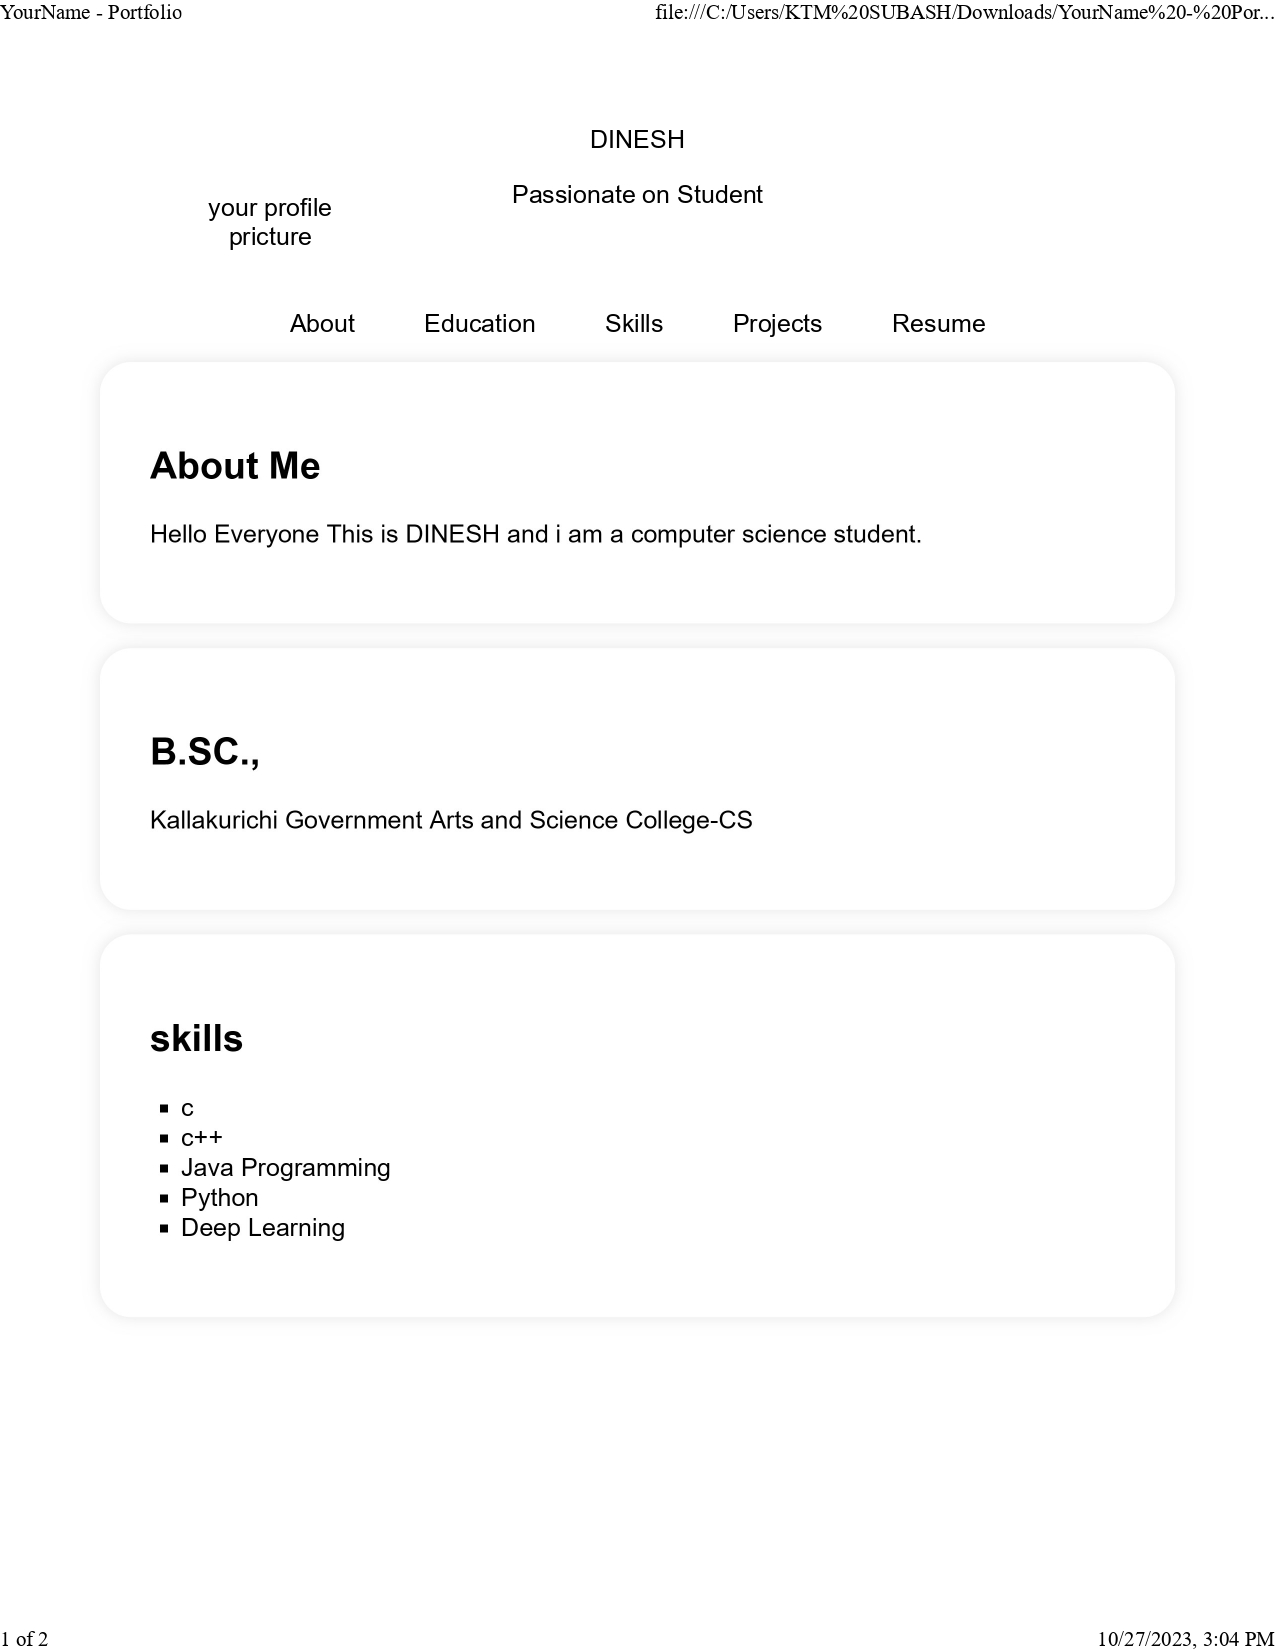 YourName - Portfolio file:///C:/Users/KTM%20SUBASH/Downloads/YourName%20-%20Por...
DINESH
Passionate on Student
your profile
pricture
About Education Skills Projects Resume
About Me
Hello Everyone This is DINESH and i am a computer science student.
B.SC.,
Kallakurichi Government Arts and Science College-CS
skills
▪ c
▪ c++
▪ Java Programming
▪ Python
▪ Deep Learning
1 of 2 10/27/2023, 3:04 PM